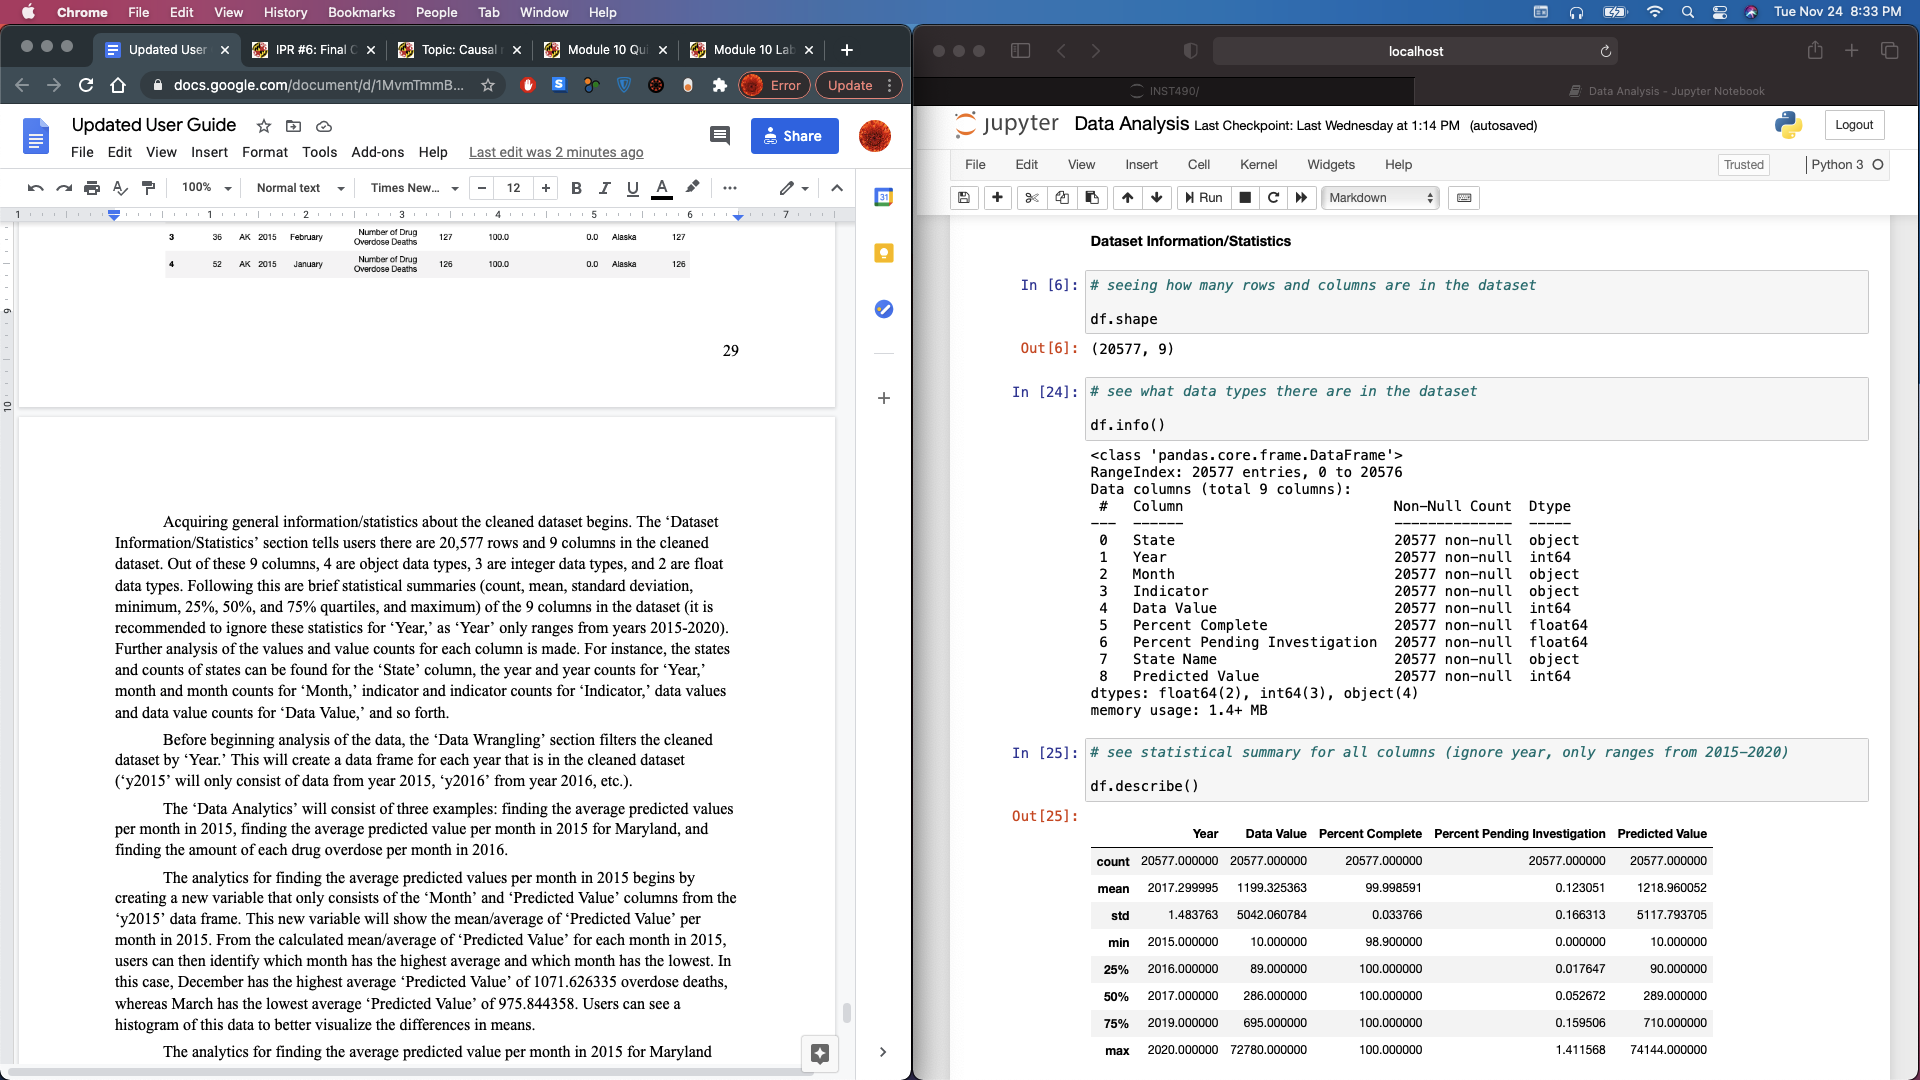 Chrome File Edit View History Bookmarks People Tab Window Help
Tue Nov 24 8:33 PM
Updated User
IPR #6: Final C
Topic: Causal
Module 10 Qui
Module 10 Lab
docs.google.com/document/d/1MvmTmmB...
Error
Update
Updated User Guide
File Edit View Insert Format Tools Add-ons Help Last edit was 2 minutes ago
Share
100% Normal text Times New... 12 B I U A
1 1 2 3 4 5 6 7
3 36 AK 2015 February Number of Drug Overdose Deaths 127 100.0 0.0 Alaska 127
4 52 AK 2015 January Number of Drug Overdose Deaths 126 100.0 0.0 Alaska 126
29
9
10
31
Acquiring general information/statistics about the cleaned dataset begins. The ‘Dataset
Information/Statistics’ section tells users there are 20,577 rows and 9 columns in the cleaned
dataset. Out of these 9 columns, 4 are object data types, 3 are integer data types, and 2 are float
data types. Following this are brief statistical summaries (count, mean, standard deviation,
minimum, 25%, 50%, and 75% quartiles, and maximum) of the 9 columns in the dataset (it is
recommended to ignore these statistics for ‘Year,’ as ‘Year’ only ranges from years 2015-2020).
Further analysis of the values and value counts for each column is made. For instance, the states
and counts of states can be found for the ‘State’ column, the year and year counts for ‘Year,’
month and month counts for ‘Month,’ indicator and indicator counts for ‘Indicator,’ data values
and data value counts for ‘Data Value,’ and so forth.
Before beginning analysis of the data, the ‘Data Wrangling’ section filters the cleaned
dataset by ‘Year.’ This will create a data frame for each year that is in the cleaned dataset
(‘y2015’ will only consist of data from year 2015, ‘y2016’ from year 2016, etc.).
The ‘Data Analytics’ will consist of three examples: finding the average predicted values
per month in 2015, finding the average predicted value per month in 2015 for Maryland, and
finding the amount of each drug overdose per month in 2016.
The analytics for finding the average predicted values per month in 2015 begins by
creating a new variable that only consists of the ‘Month’ and ‘Predicted Value’ columns from the
‘y2015’ data frame. This new variable will show the mean/average of ‘Predicted Value’ per
month in 2015. From the calculated mean/average of ‘Predicted Value’ for each month in 2015,
users can then identify which month has the highest average and which month has the lowest. In
this case, December has the highest average ‘Predicted Value’ of 1071.626335 overdose deaths,
whereas March has the lowest average ‘Predicted Value’ of 975.844358. Users can see a
histogram of this data to better visualize the differences in means.
The analytics for finding the average predicted value per month in 2015 for Maryland
localhost
INST490/
Data Analysis - Jupyter Notebook
jupyter Data Analysis Last Checkpoint: Last Wednesday at 1:14 PM (autosaved)
Logout
File Edit View Insert Cell Kernel Widgets Help
Trusted
Python 3
Run
Markdown
Dataset Information/Statistics
In [6]: # seeing how many rows and columns are in the dataset
df.shape
Out[6]: (20577, 9)
In [24]: # see what data types there are in the dataset
df.info()
<class 'pandas.core.frame.DataFrame'>
RangeIndex: 20577 entries, 0 to 20576
Data columns (total 9 columns):
# Column Non-Null Count Dtype
--- ------ -------------- -----
0 State 20577 non-null object
1 Year 20577 non-null int64
2 Month 20577 non-null object
3 Indicator 20577 non-null object
4 Data Value 20577 non-null int64
5 Percent Complete 20577 non-null float64
6 Percent Pending Investigation 20577 non-null float64
7 State Name 20577 non-null object
8 Predicted Value 20577 non-null int64
dtypes: float64(2), int64(3), object(4)
memory usage: 1.4+ MB
In [25]: # see statistical summary for all columns (ignore year, only ranges from 2015-2020)
df.describe()
Out[25]:
Year Data Value Percent Complete Percent Pending Investigation Predicted Value
count 20577.000000 20577.000000 20577.000000 20577.000000 20577.000000
mean 2017.299995 1199.325363 99.998591 0.123051 1218.960052
std 1.483763 5042.060784 0.033766 0.166313 5117.793705
min 2015.000000 10.000000 98.900000 0.000000 10.000000
25% 2016.000000 89.000000 100.000000 0.017647 90.000000
50% 2017.000000 286.000000 100.000000 0.052672 289.000000
75% 2019.000000 695.000000 100.000000 0.159506 710.000000
max 2020.000000 72780.000000 100.000000 1.411568 74144.000000